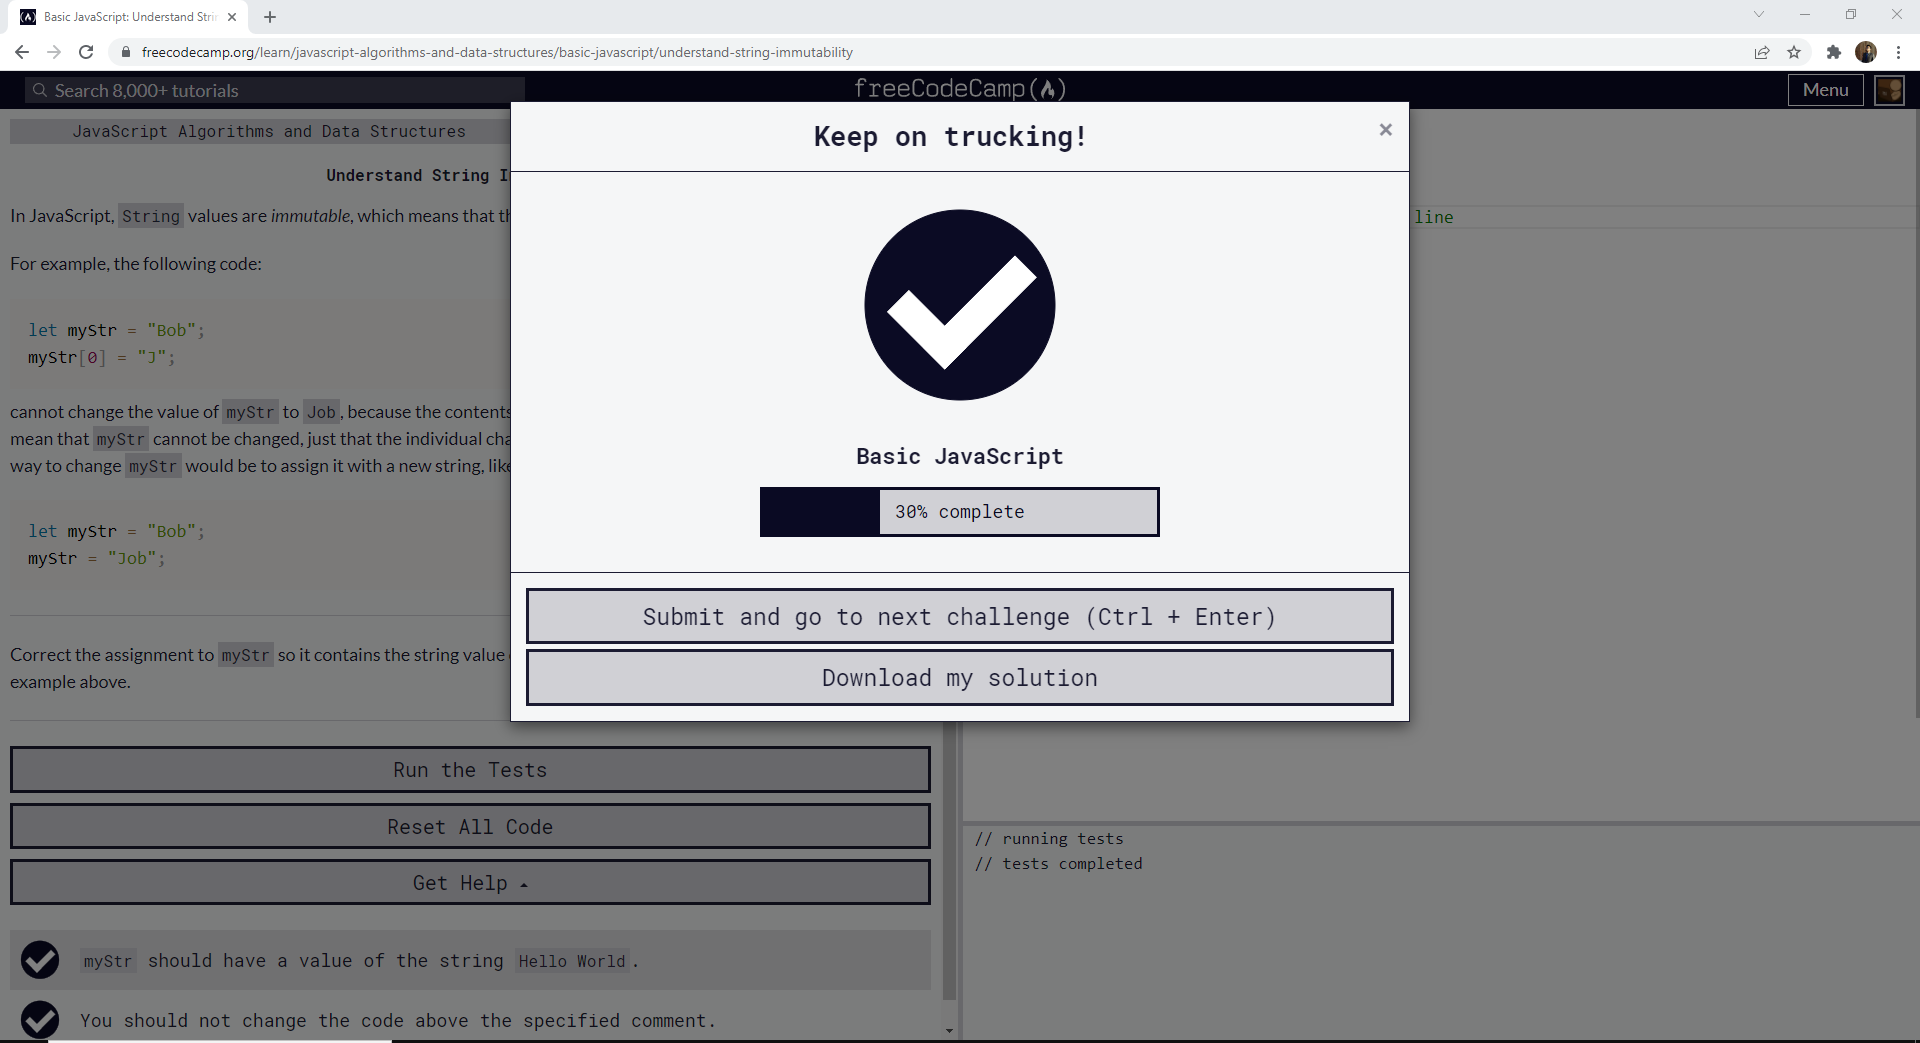 Basic JavaScript: Understand Stri
freecodecamp.org/learn/javascript-algorithms-and-data-structures/basic-javascript/understand-string-immutability
Search 8,000+ tutorials
freeCodeCamp
Menu
JavaScript Algorithms and Data Structures
Understand String I
In JavaScript, String values are immutable, which means that th
For example, the following code:
let myStr = "Bob";
myStr[0] = "J";
cannot change the value of myStr to Job, because the contents
mean that myStr cannot be changed, just that the individual cha
way to change myStr would be to assign it with a new string, like
let myStr = "Bob";
myStr = "Job";
Correct the assignment to myStr so it contains the string value
example above.
Run the Tests
Reset All Code
Get Help
myStr should have a value of the string Hello World.
You should not change the code above the specified comment.
Keep on trucking!
×
Basic JavaScript
30% complete
Submit and go to next challenge (Ctrl + Enter)
Download my solution
line
// running tests
// tests completed